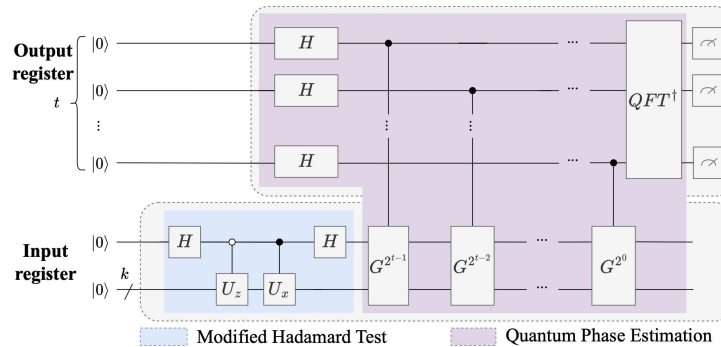 Output register
t
|0⟩ H ...
|0⟩ H ...
⋮ ⋮ ⋮
|0⟩ H ...
QFT†
Input register
|0⟩ H H
k
|0⟩ U_z U_x
G^{2^{t-1}} G^{2^{t-2}} ... G^{2^0}
...
Modified Hadamard Test Quantum Phase Estimation